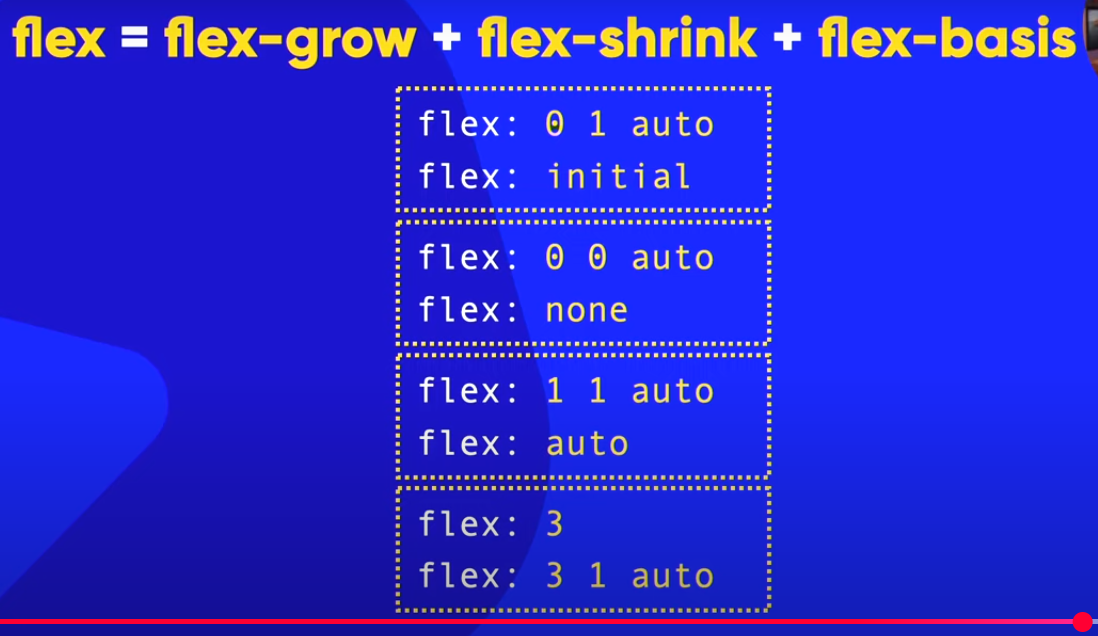 flex = flex-grow + flex-shrink + flex-basis
flex: 0 1 auto
flex: initial
flex: 0 0 auto
flex: none
flex: 1 1 auto
flex: auto
flex: 3
flex: 3 1 auto